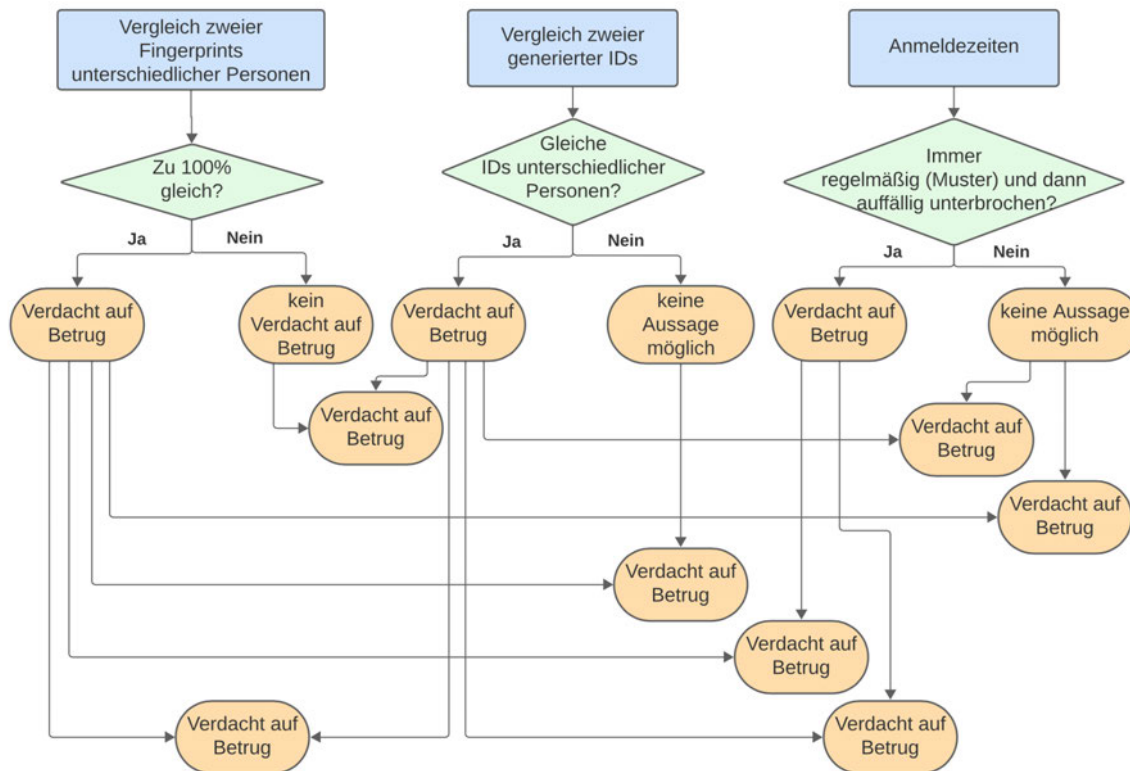 Vergleich zweier
Fingerprints
unterschiedlicher Personen
Vergleich zweier
generierter IDs
Anmeldezeiten
Zu 100%
gleich?
Gleiche
IDs unterschiedlicher
Personen?
Immer
regelmäßig (Muster) und dann
auffällig unterbrochen?
Ja
Nein
Ja
Nein
Ja
Nein
Verdacht auf
Betrug
kein
Verdacht auf
Betrug
Verdacht auf
Betrug
keine
Aussage
möglich
Verdacht auf
Betrug
keine Aussage
möglich
Verdacht auf
Betrug
Verdacht auf
Betrug
Verdacht auf
Betrug
Verdacht auf
Betrug
Verdacht auf
Betrug
Verdacht auf
Betrug
Verdacht auf
Betrug